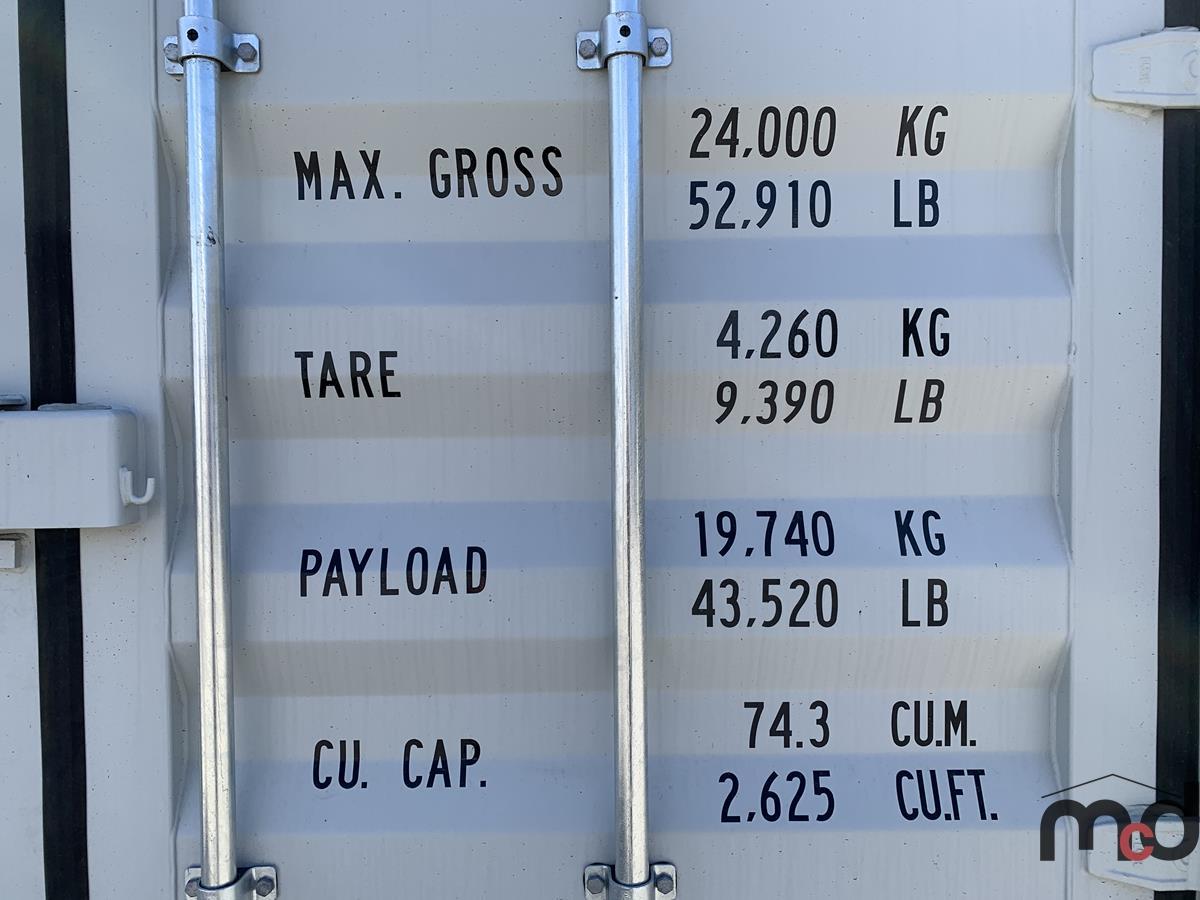 MAX. GROSS 24,000 KG
52,910 LB
TARE 4,260 KG
9,390 LB
PAYLOAD 19,740 KG
43,520 LB
CU. CAP. 74.3 CU.M.
2,625 CU.FT.
mcd